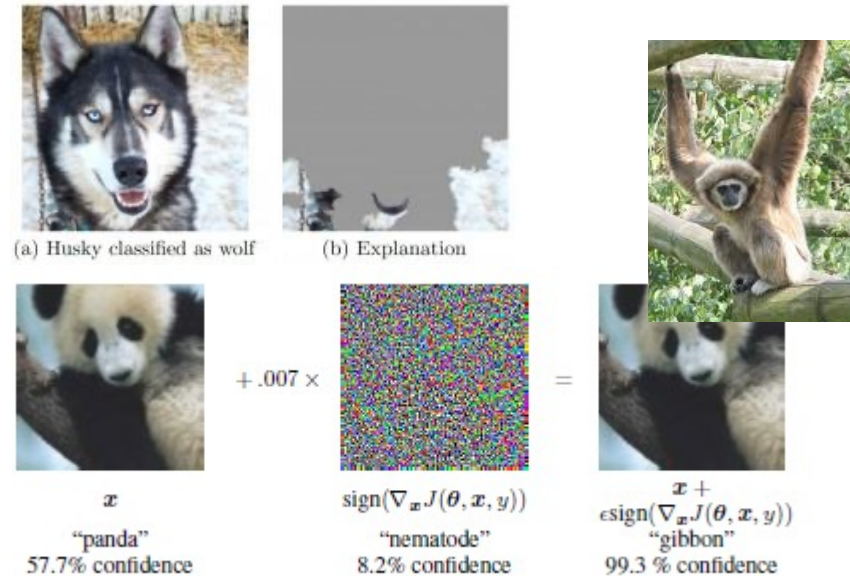 (a) Husky classified as wolf
(b) Explanation
+ .007 ×
=
x
"panda"
57.7% confidence
sign(∇ₓJ(θ, x, y))
"nematode"
8.2% confidence
x +
ϵsign(∇ₓJ(θ, x, y))
"gibbon"
99.3 % confidence